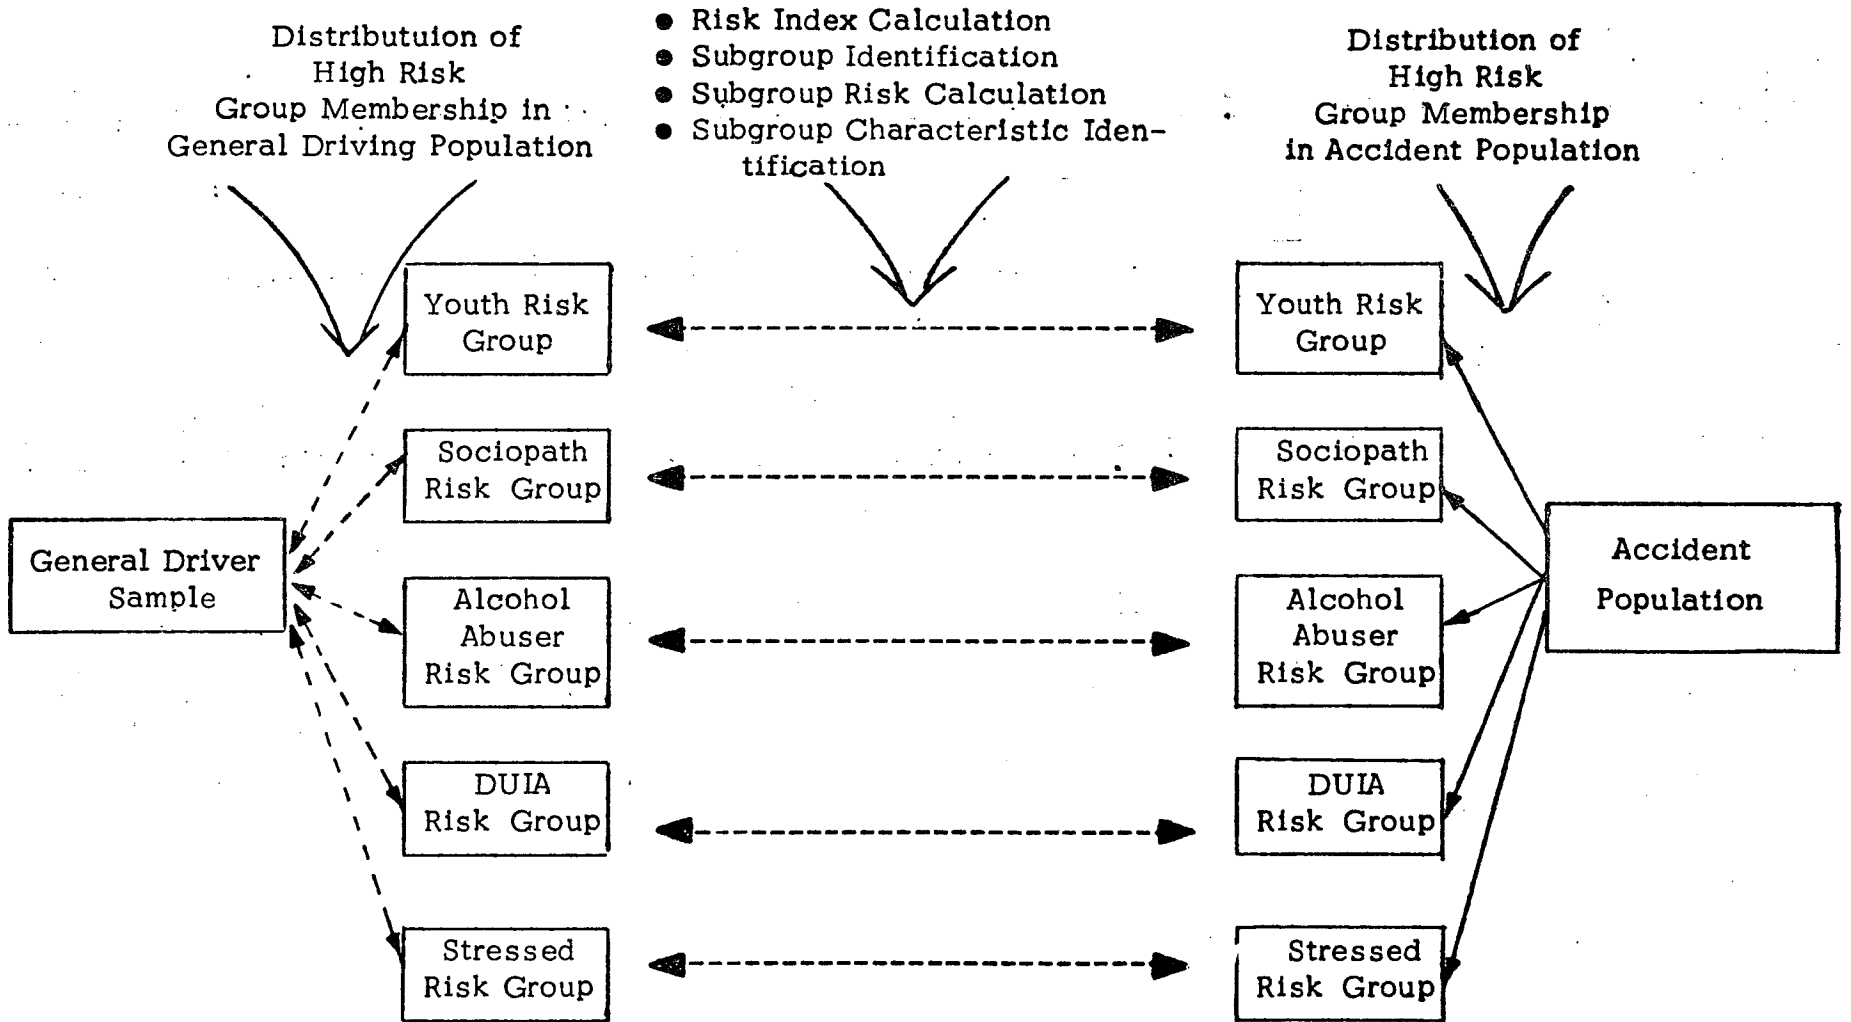 Distributuion of
High Risk
Group Membership in
General Driving Population
● Risk Index Calculation
● Subgroup Identification
● Subgroup Risk Calculation
● Subgroup Characteristic Iden-
tification
Distribution of
High Risk
Group Membership
in Accident Population
General Driver
Sample
Youth Risk
Group
Sociopath
Risk Group
Alcohol
Abuser
Risk Group
DUIA
Risk Group
Stressed
Risk Group
Youth Risk
Group
Sociopath
Risk Group
Alcohol
Abuser
Risk Group
DUIA
Risk Group
Stressed
Risk Group
Accident
Population